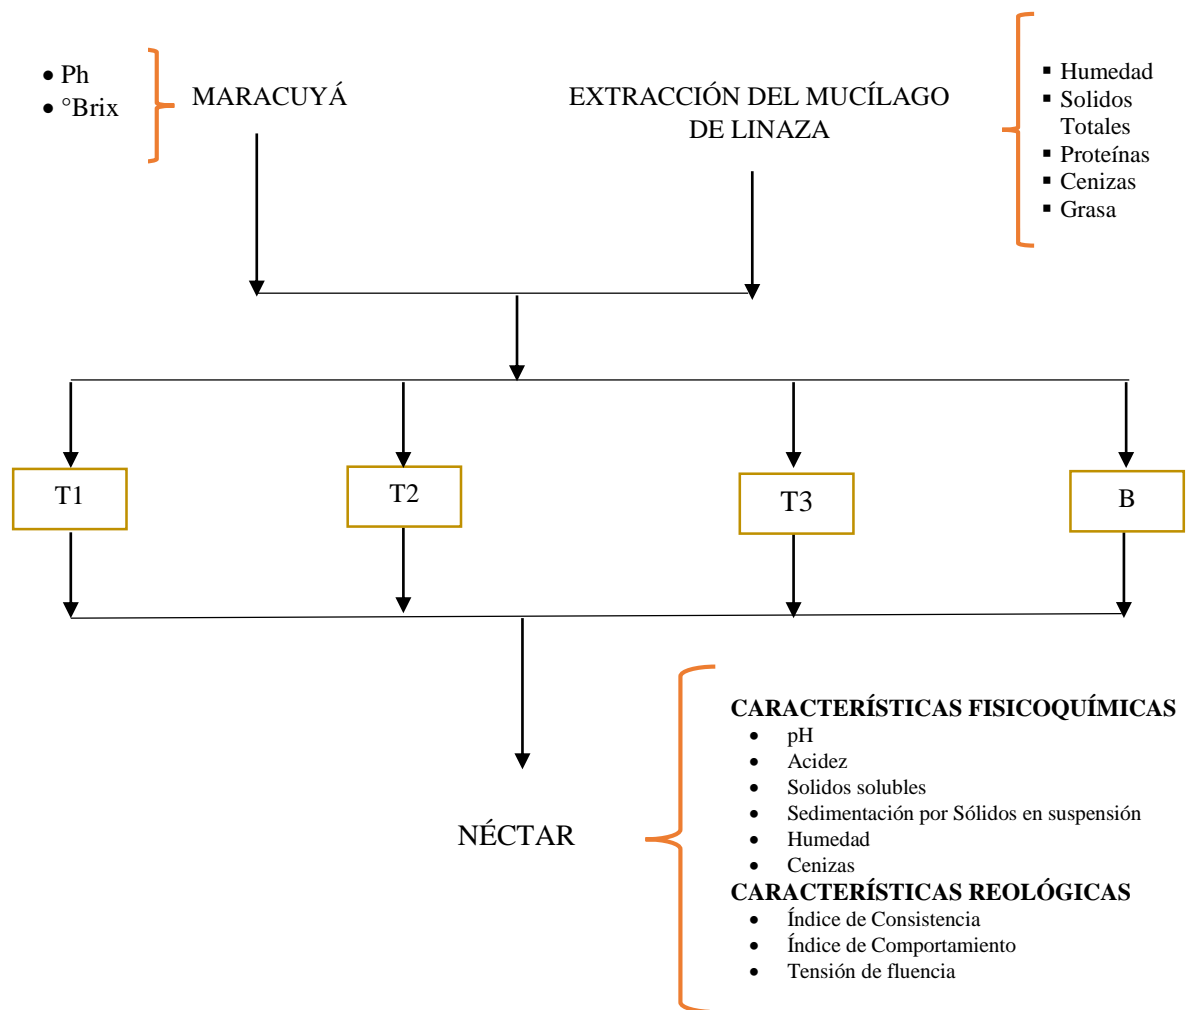 • Ph
• °Brix
MARACUYÁ
EXTRACCIÓN DEL MUCÍLAGO
DE LINAZA
▪ Humedad
▪ Solidos
Totales
▪ Proteínas
▪ Cenizas
▪ Grasa
T1
T2
T3
B
NÉCTAR
CARACTERÍSTICAS FISICOQUÍMICAS
• pH
• Acidez
• Solidos solubles
• Sedimentación por Sólidos en suspensión
• Humedad
• Cenizas
CARACTERÍSTICAS REOLÓGICAS
• Índice de Consistencia
• Índice de Comportamiento
• Tensión de fluencia